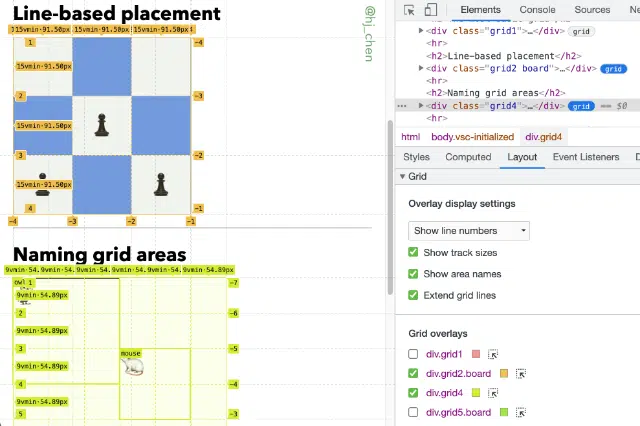 Line-based placement
@hj_chen
15vmin·91.50px 15vmin·91.50px 15vmin·91.50px 4
1 -4
15vmin·91.50px
2 -3
15vmin·91.50px
3 -2
15vmin·91.50px
4 -1
-4 -3 -2 -1
Naming grid areas
9vmin·54. 9vmin·54. 9vmin·54. 9vmin·54. 9vmin·54. 9vmin·54.89px
owl 1 -7
9vmin·54.89px
2 -6
9vmin·54.89px
3 -5
mouse
9vmin·54.89px
4 -4
9vmin·54.89px
5 -3
Elements Console
<div class="grid1">…</div> grid
<hr>
<h2>Line-based placement</h2>
<div class="grid2 board">…</div> grid
<hr>
<h2>Naming grid areas</h2>
… <div class="grid4">…</div> grid == $0
<hr>
html body.vsc-initialized div.grid4
Styles Computed Layout Event Listeners
Grid
Overlay display settings
Show line numbers
Show track sizes
Show area names
Extend grid lines
Grid overlays
div.grid1
div.grid2.board
div.grid4
div.grid5.board